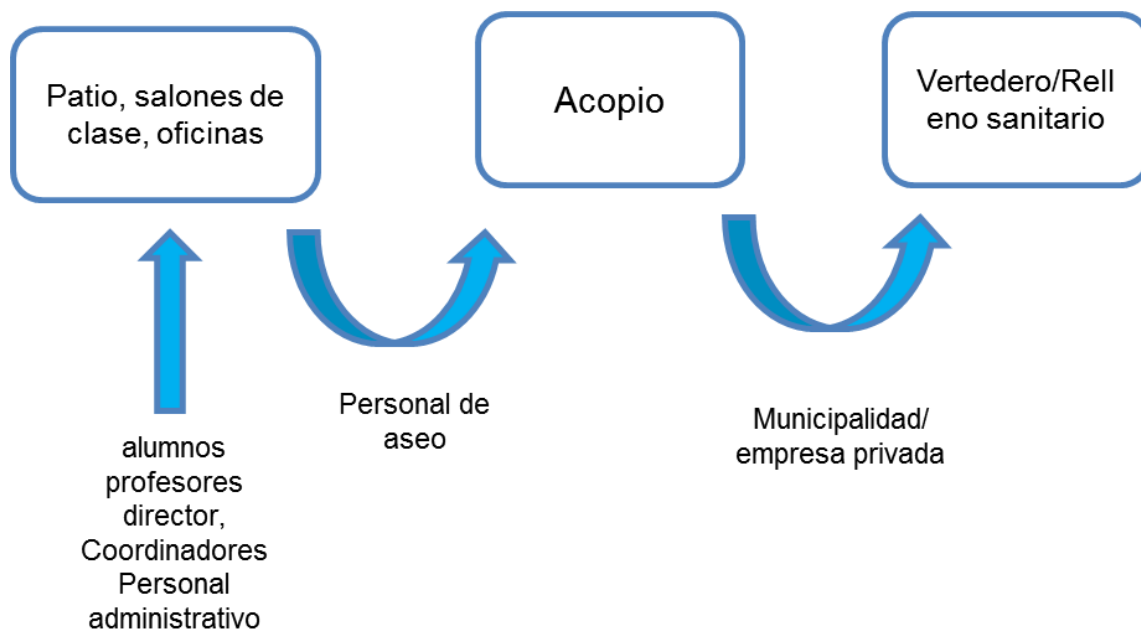 Patio, salones de
clase, oficinas
Acopio
Vertedero/Rell
eno sanitario
Personal de
aseo
Municipalidad/
empresa privada
alumnos
profesores
director,
Coordinadores
Personal
administrativo